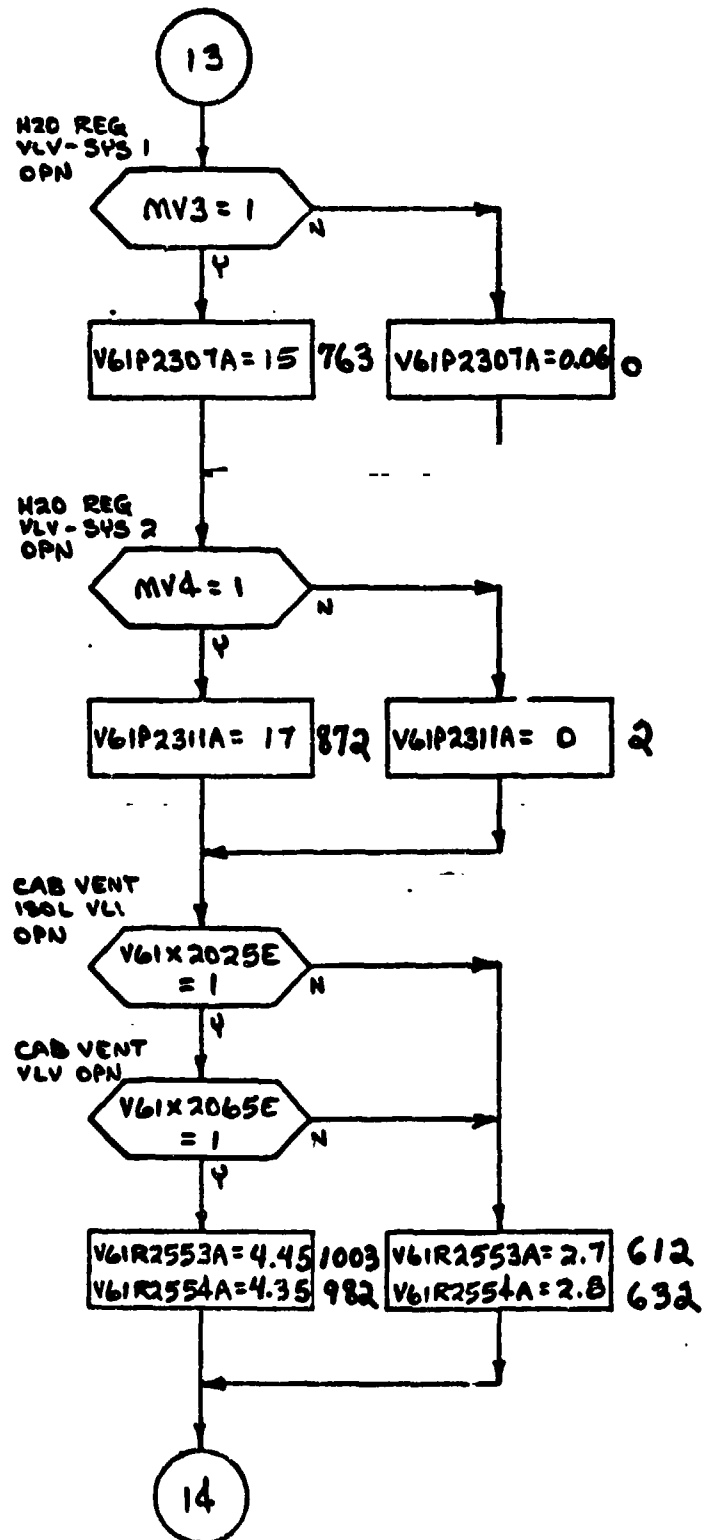 13
H20 REG
VLV-SYS 1
OPN
MV3 = 1
N
Y
V61P2307A = 15 763
V61P2307A = 0.06 0
H20 REG
VLV-SYS 2
OPN
MV4 = 1
N
Y
V61P2311A = 17 872
V61P2311A = 0 2
CAB VENT
ISOL VLV
OPN
V61X2025E
= 1
N
Y
CAB VENT
VLV OPN
V61X2065E
= 1
N
Y
V61R2553A = 4.45 1003
V61R2554A = 4.35 982
V61R2553A = 2.7 612
V61R2554A = 2.8 632
14